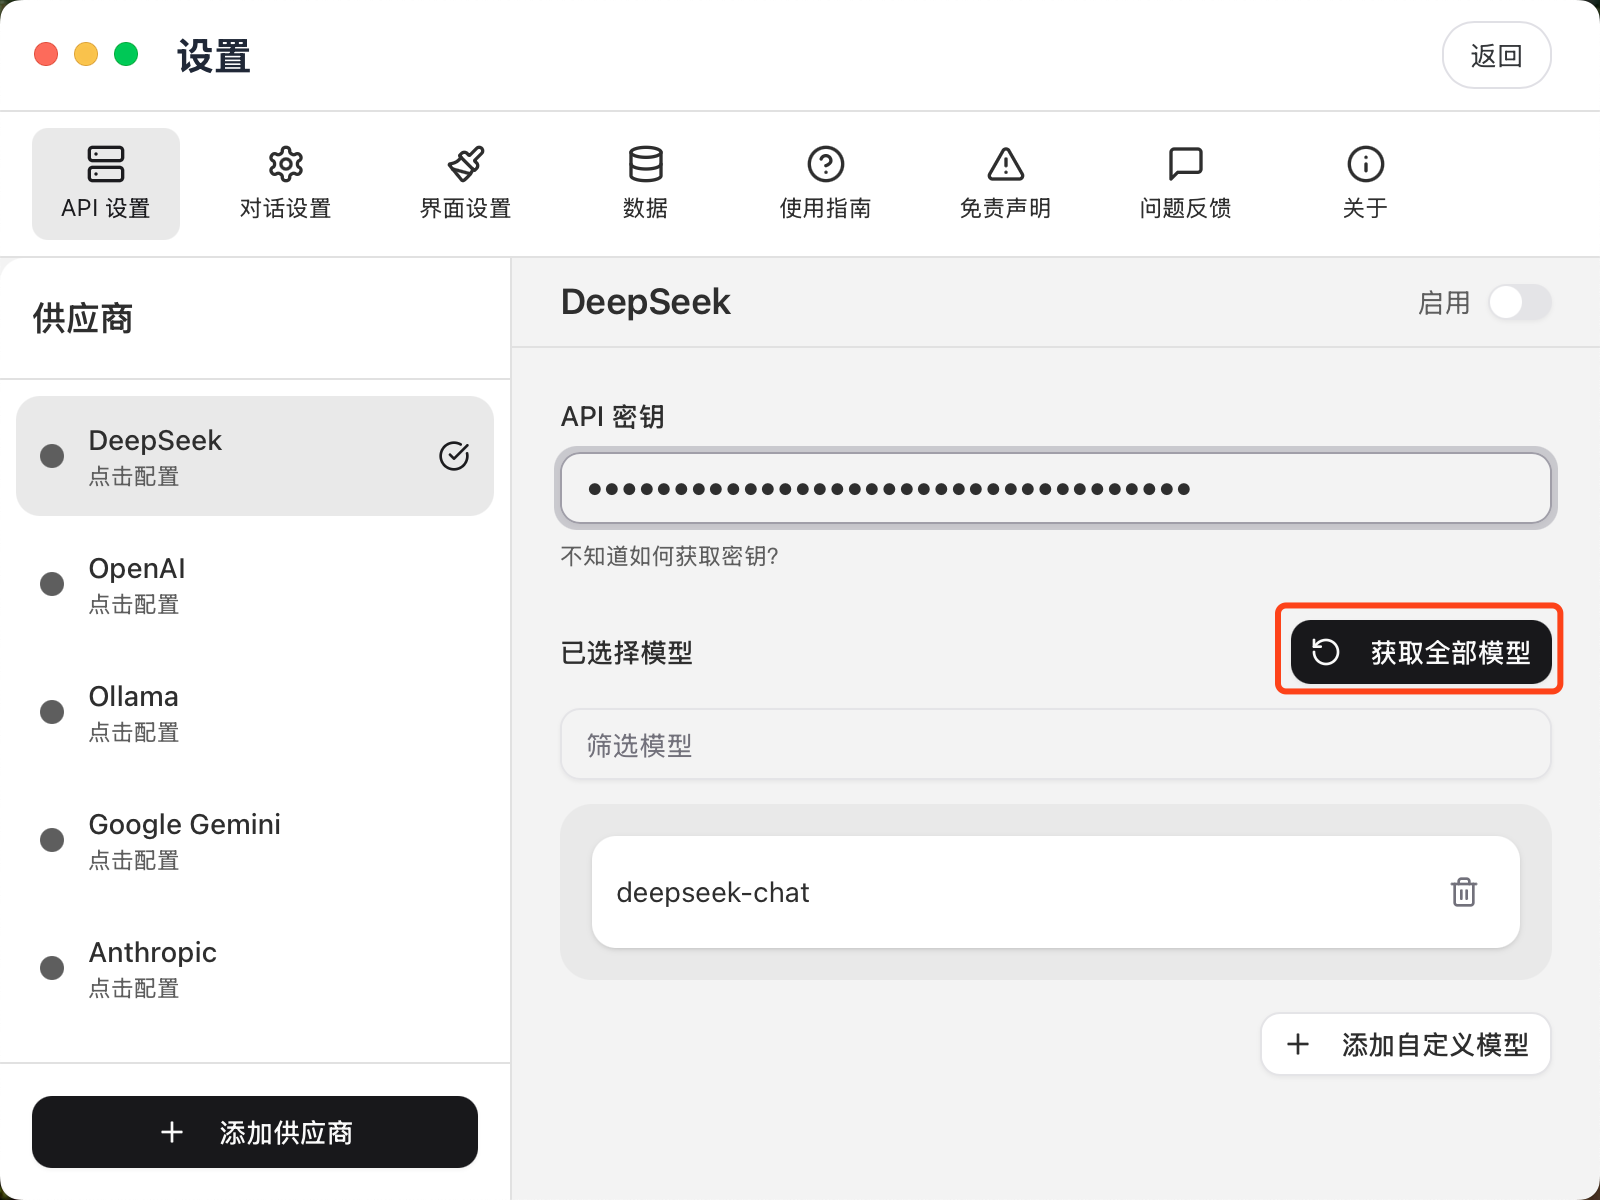 设置
返回
API 设置
对话设置
界面设置
数据
使用指南
免责声明
问题反馈
关于
供应商
DeepSeek
点击配置
OpenAI
点击配置
Ollama
点击配置
Google Gemini
点击配置
Anthropic
点击配置
添加供应商
DeepSeek
启用
API 密钥
●●●●●●●●●●●●●●●●●●●●●●●●●●●●●●●●●●●
不知道如何获取密钥?
已选择模型
获取全部模型
筛选模型
deepseek-chat
添加自定义模型